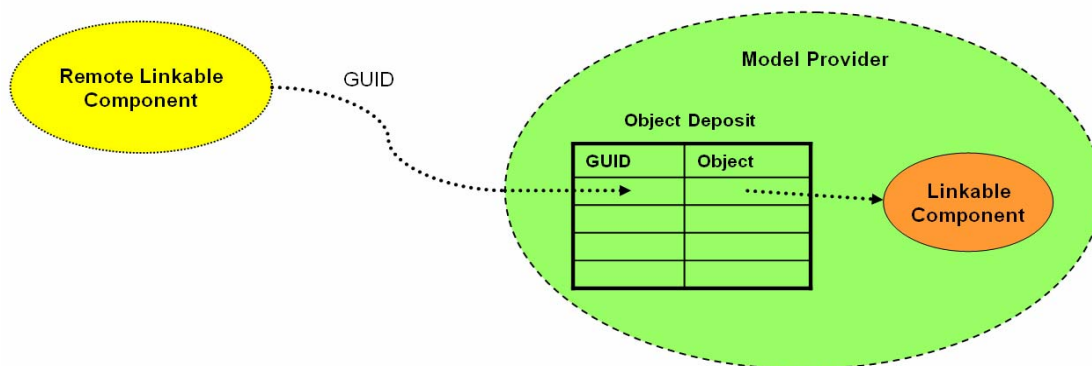 Remote Linkable
Component
GUID
Model Provider
Object Deposit
GUID Object
Linkable
Component